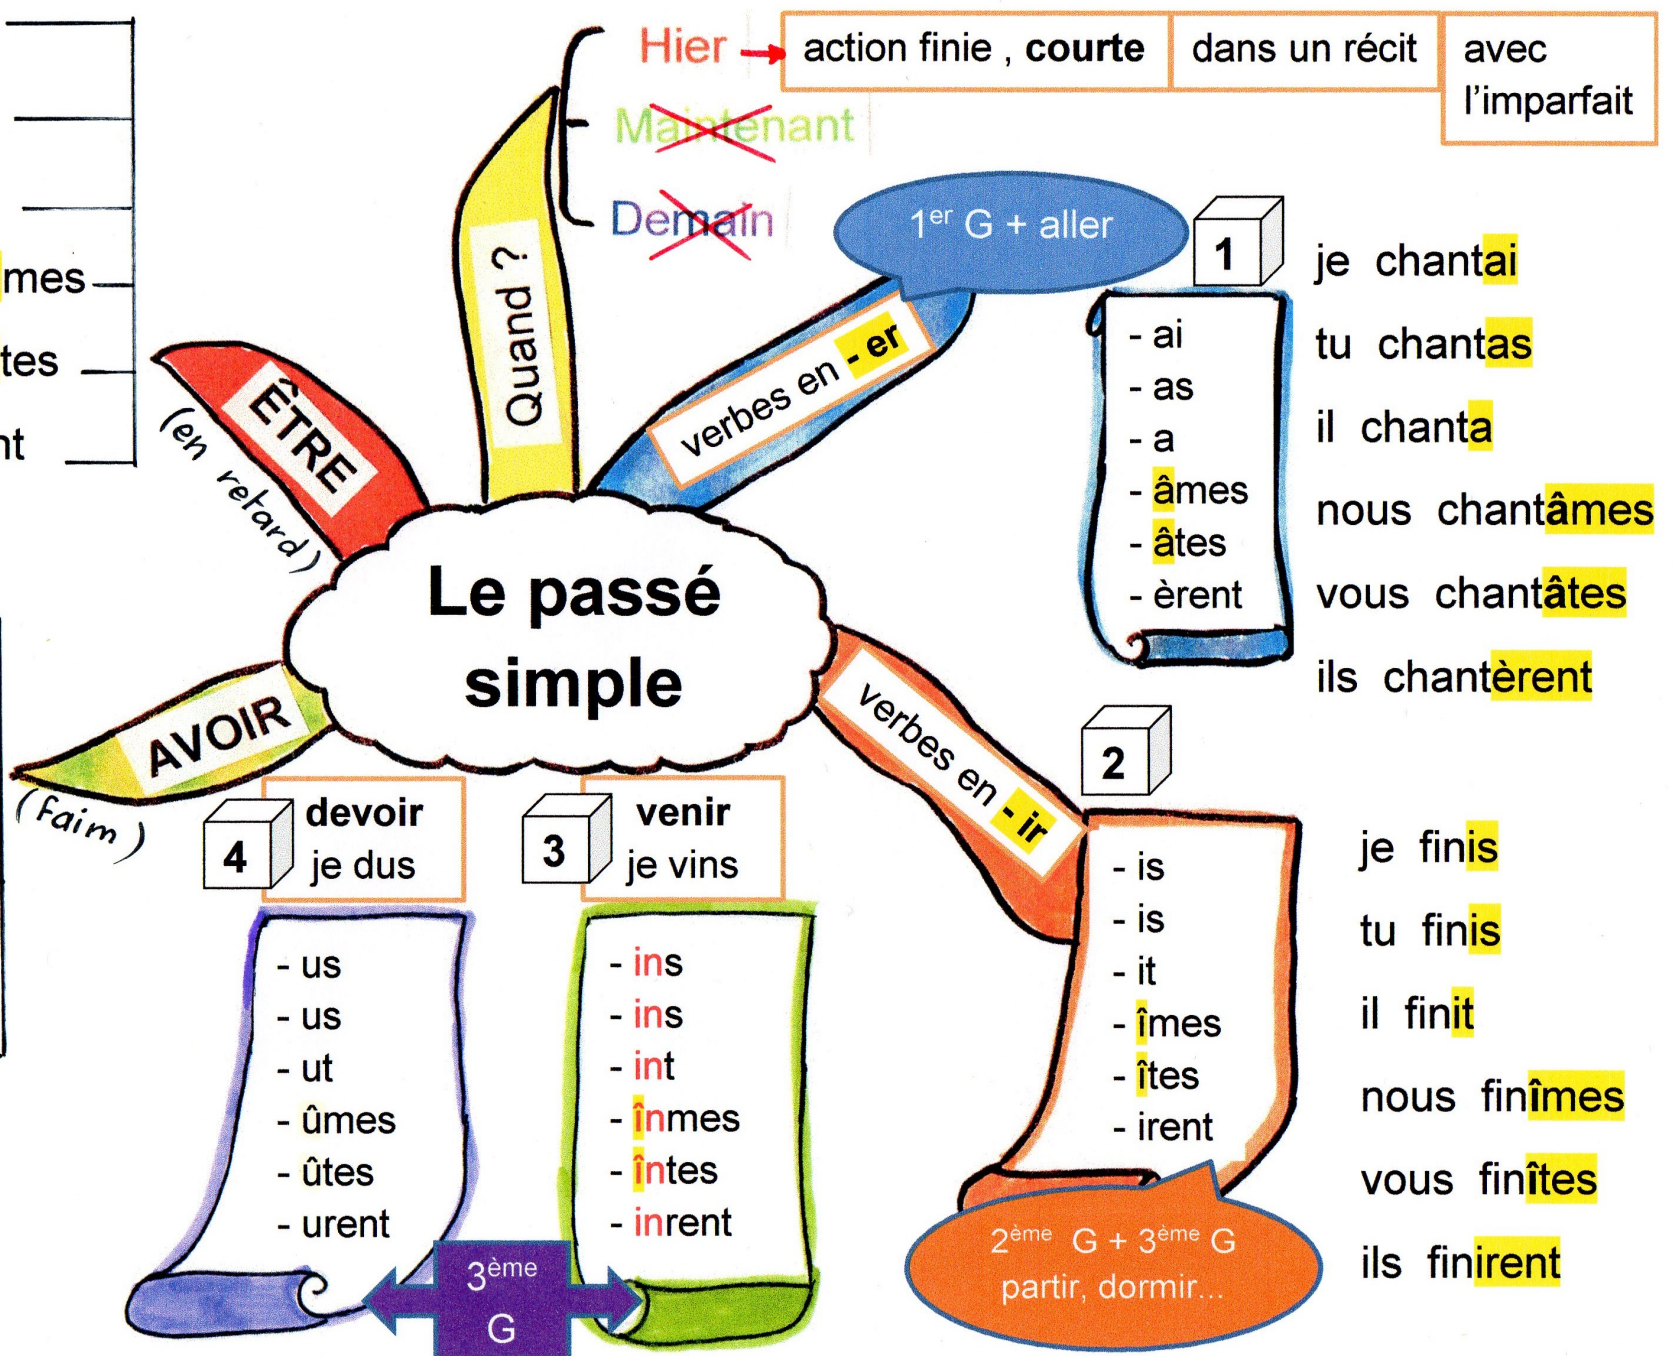 Hier
action finie , courte
dans un récit
avec
l'imparfait
Maintenant
Demain
Quand ?
1er G + aller
verbes en - er
1
- ai
- as
- a
- âmes
- âtes
- èrent
je chantai
tu chantas
il chanta
nous chantâmes
vous chantâtes
ils chantèrent
mes
tes
nt
ÊTRE
(en retard)
Le passé
simple
AVOIR
(faim)
verbes en - ir
2
- is
- is
- it
- îmes
- îtes
- irent
je finis
tu finis
il finit
nous finîmes
vous finîtes
ils finirent
2ème G + 3ème G
partir, dormir...
4
devoir
je dus
- us
- us
- ut
- ûmes
- ûtes
- urent
3
venir
je vins
- ins
- ins
- int
- înmes
- întes
- inrent
3ème
G